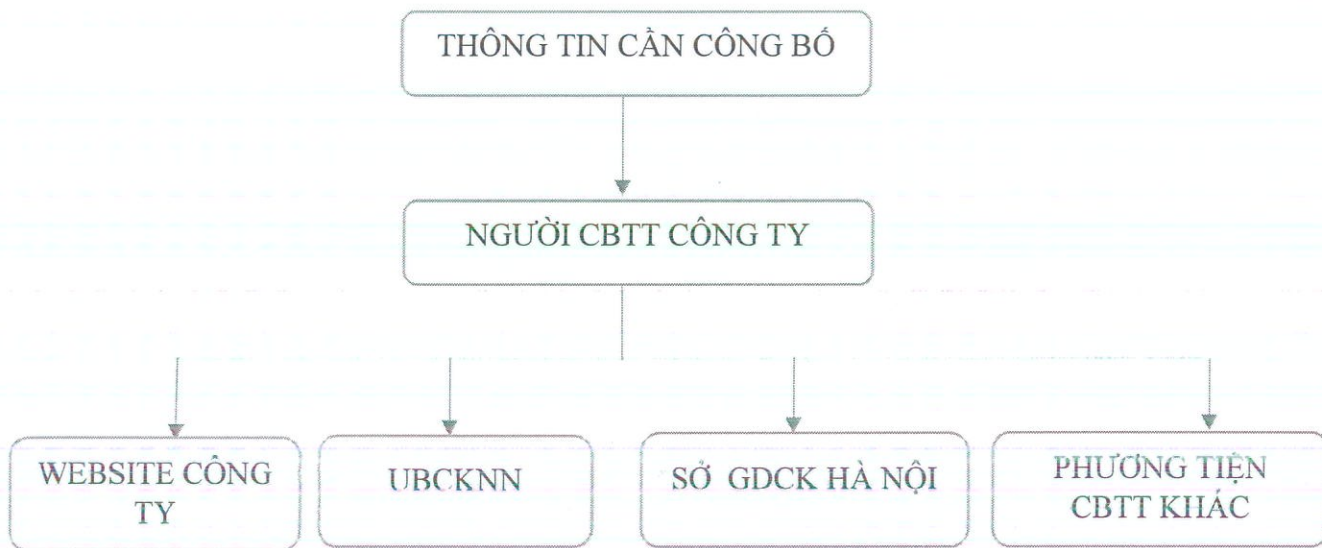 THÔNG TIN CẦN CÔNG BỐ
NGƯỜI CBTT CÔNG TY
WEBSITE CÔNG
TY
UBCKNN
SỞ GDCK HÀ NỘI
PHƯƠNG TIỆN
CBTT KHÁC